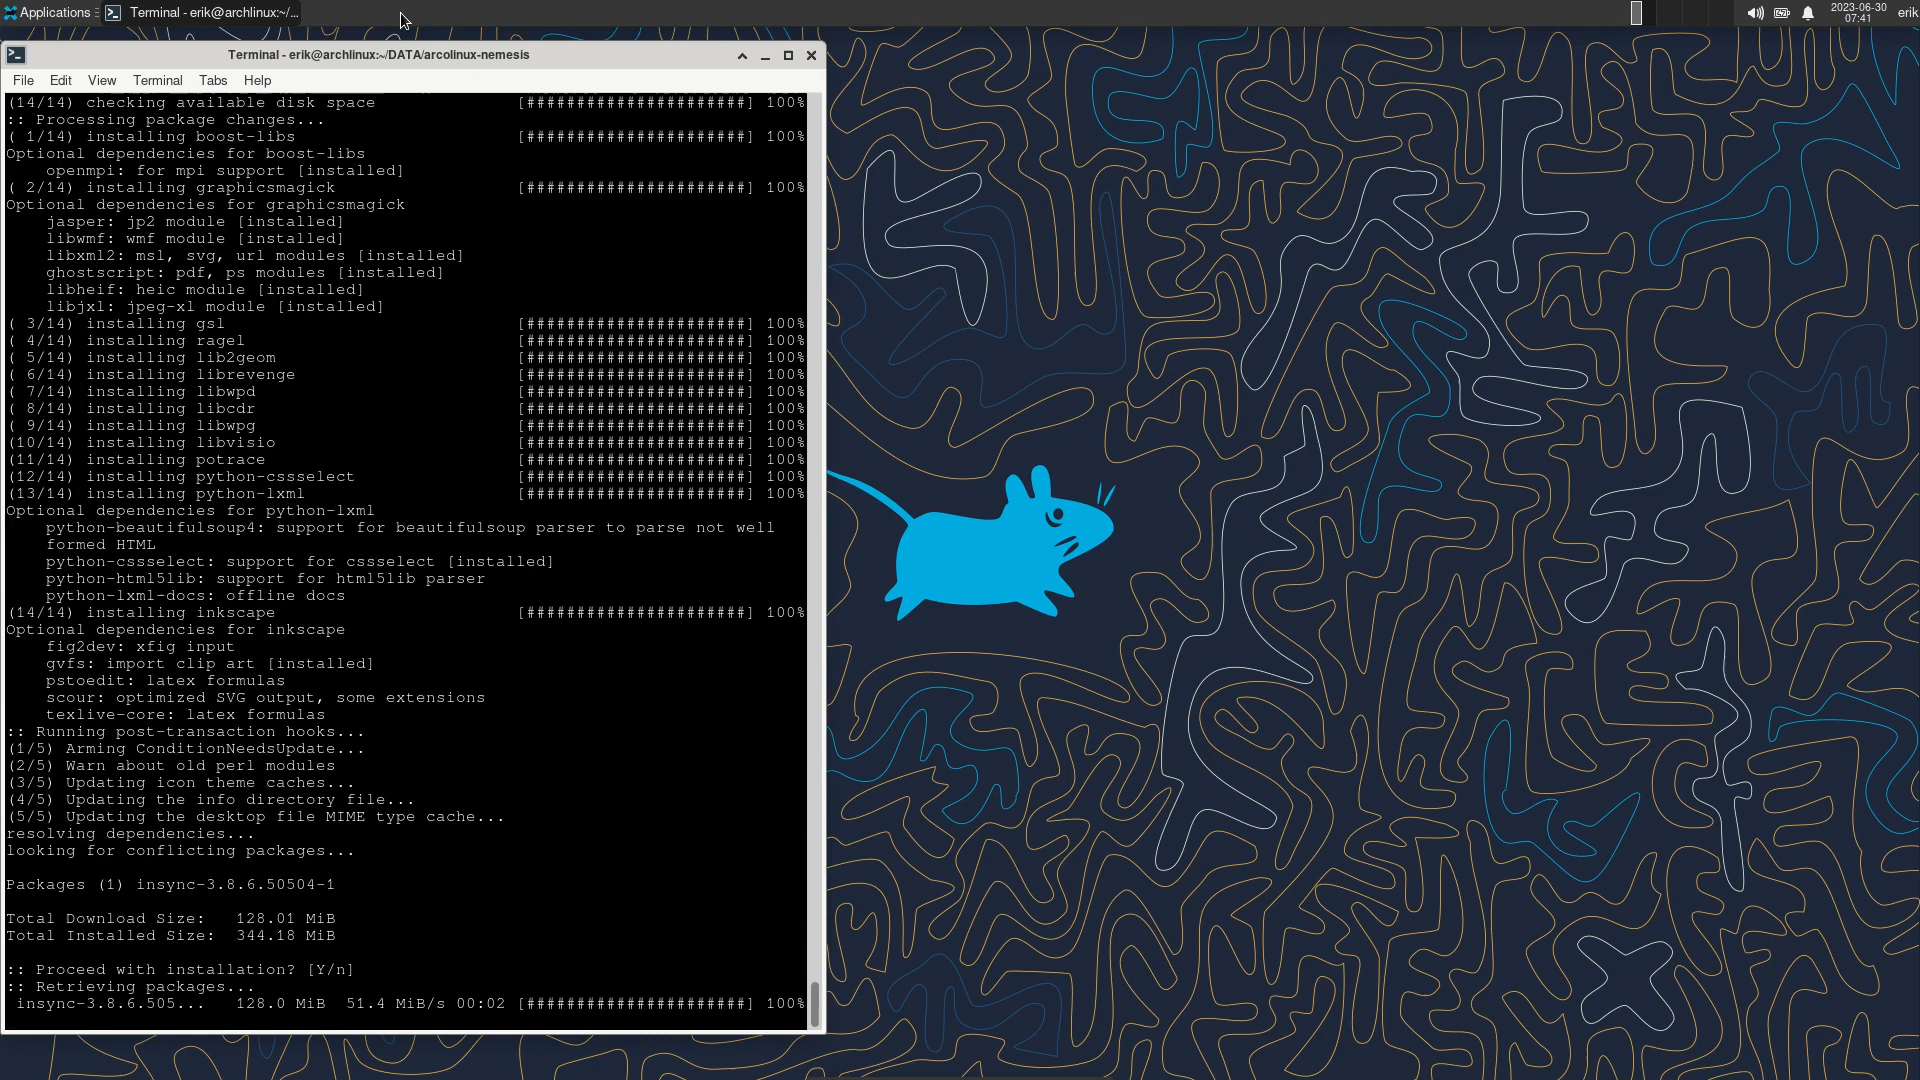 Applications
Terminal - erik@archlinux:~/...
2023-06-30
07:41
erik
Terminal - erik@archlinux:~/DATA/arcolinux-nemesis
File Edit View Terminal Tabs Help
(14/14) checking available disk space [######################] 100%
:: Processing package changes...
( 1/14) installing boost-libs [######################] 100%
Optional dependencies for boost-libs
openmpi: for mpi support [installed]
( 2/14) installing graphicsmagick [######################] 100%
Optional dependencies for graphicsmagick
jasper: jp2 module [installed]
libwmf: wmf module [installed]
libxml2: msl, svg, url modules [installed]
ghostscript: pdf, ps modules [installed]
libheif: heic module [installed]
libjxl: jpeg-xl module [installed]
( 3/14) installing gsl [######################] 100%
( 4/14) installing ragel [######################] 100%
( 5/14) installing lib2geom [######################] 100%
( 6/14) installing librevenge [######################] 100%
( 7/14) installing libwpd [######################] 100%
( 8/14) installing libcdr [######################] 100%
( 9/14) installing libwpg [######################] 100%
(10/14) installing libvisio [######################] 100%
(11/14) installing potrace [######################] 100%
(12/14) installing python-cssselect [######################] 100%
(13/14) installing python-lxml [######################] 100%
Optional dependencies for python-lxml
python-beautifulsoup4: support for beautifulsoup parser to parse not well
formed HTML
python-cssselect: support for cssselect [installed]
python-html5lib: support for html5lib parser
python-lxml-docs: offline docs
(14/14) installing inkscape [######################] 100%
Optional dependencies for inkscape
fig2dev: xfig input
gvfs: import clip art [installed]
pstoedit: latex formulas
scour: optimized SVG output, some extensions
texlive-core: latex formulas
:: Running post-transaction hooks...
(1/5) Arming ConditionNeedsUpdate...
(2/5) Warn about old perl modules
(3/5) Updating icon theme caches...
(4/5) Updating the info directory file...
(5/5) Updating the desktop file MIME type cache...
resolving dependencies...
looking for conflicting packages...
Packages (1) insync-3.8.6.50504-1
Total Download Size: 128.01 MiB
Total Installed Size: 344.18 MiB
:: Proceed with installation? [Y/n]
:: Retrieving packages...
insync-3.8.6.505... 128.0 MiB 51.4 MiB/s 00:02 [######################] 100%